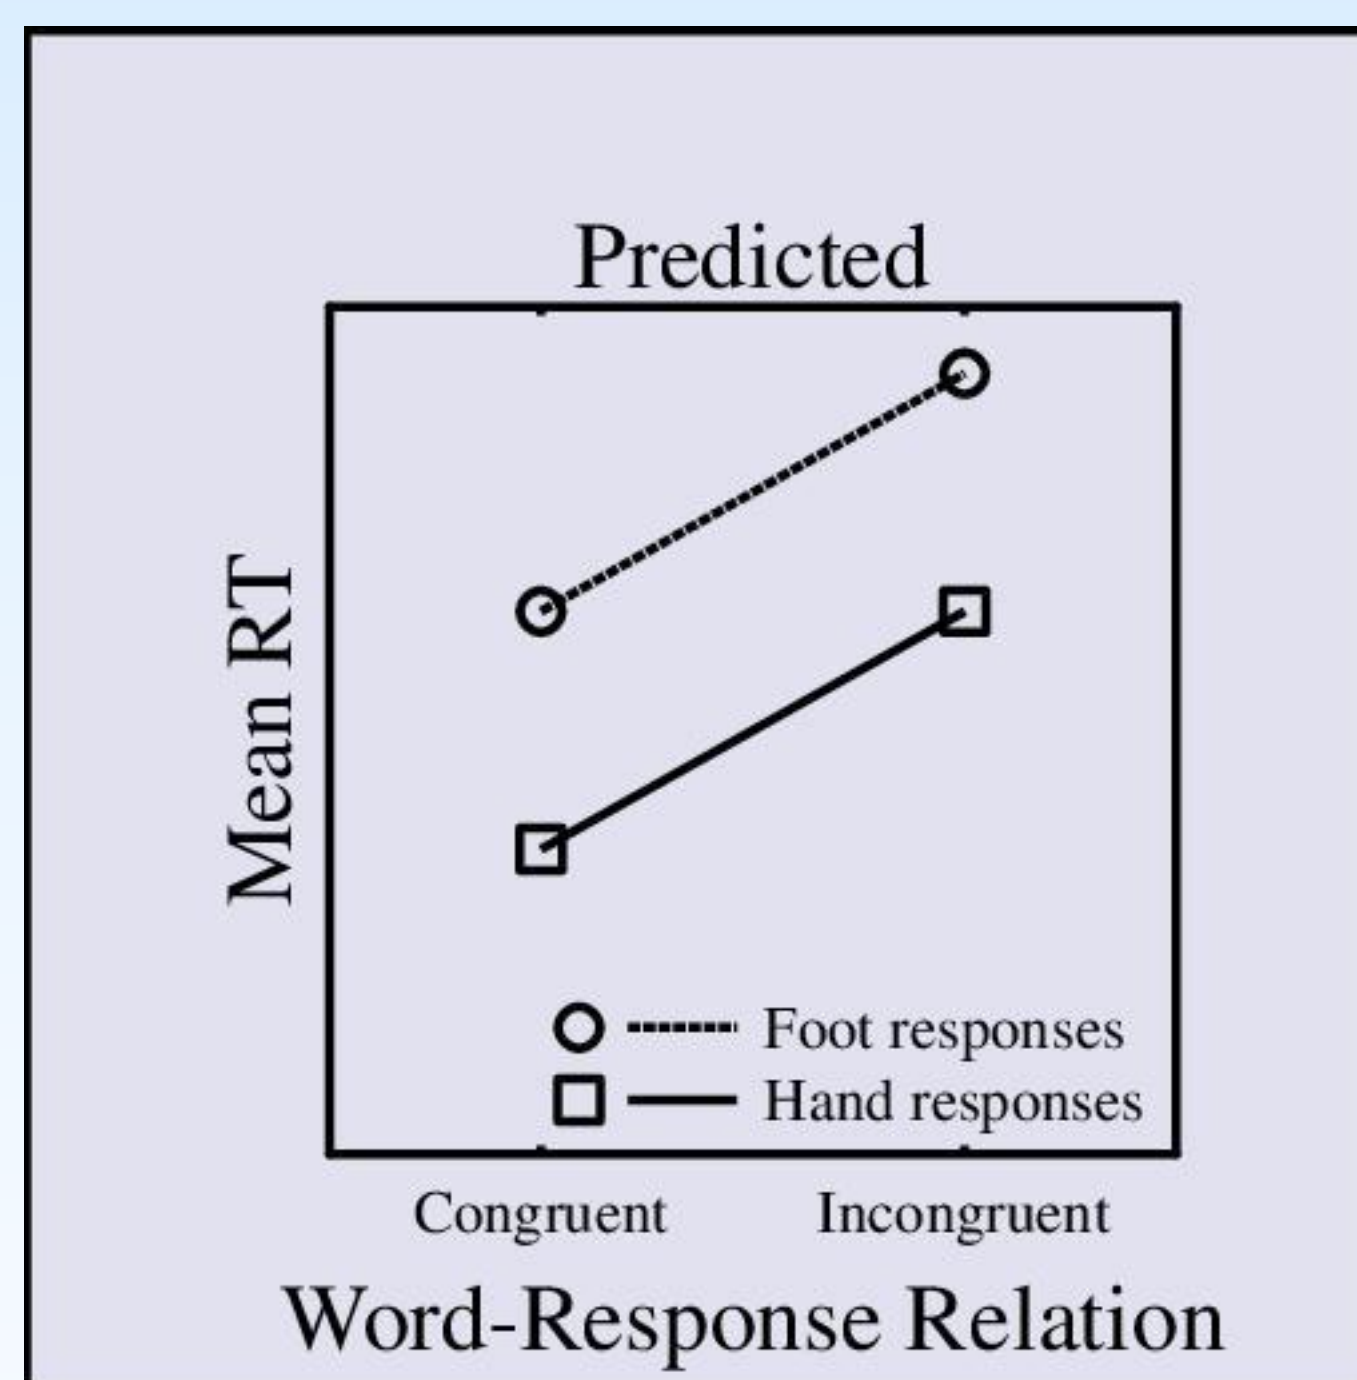 Predicted
Mean RT
Foot responses
Hand responses
Congruent Incongruent
Word-Response Relation